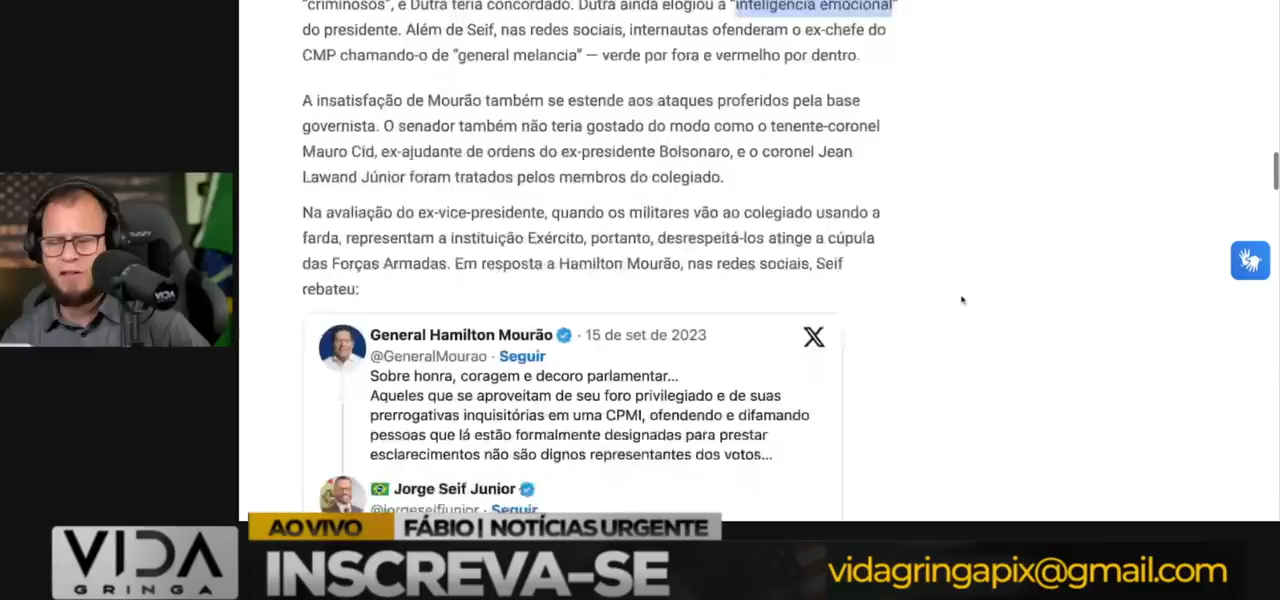 "criminosos", e Dutra teria concordado. Dutra ainda elogiou a "inteligência emocional"
do presidente. Além de Seif, nas redes sociais, internautas ofenderam o ex-chefe do
CMP chamando-o de "general melancia" — verde por fora e vermelho por dentro.
A insatisfação de Mourão também se estende aos ataques proferidos pela base
governista. O senador também não teria gostado do modo como o tenente-coronel
Mauro Cid, ex-ajudante de ordens do ex-presidente Bolsonaro, e o coronel Jean
Lawand Júnior foram tratados pelos membros do colegiado.
Na avaliação do ex-vice-presidente, quando os militares vão ao colegiado usando a
farda, representam a instituição Exército, portanto, desrespeitá-los atinge a cúpula
das Forças Armadas. Em resposta a Hamilton Mourão, nas redes sociais, Seif
rebateu:
General Hamilton Mourão · 15 de set de 2023
@GeneralMourao · Seguir
Sobre honra, coragem e decoro parlamentar...
Aqueles que se aproveitam de seu foro privilegiado e de suas
prerrogativas inquisitórias em uma CPMI, ofendendo e difamando
pessoas que lá estão formalmente designadas para prestar
esclarecimentos não são dignos representantes dos votos...
Jorge Seif Junior
@jorgeseifjunior · Seguir
VIDA
GRINGA
AO VIVO FÁBIO | NOTÍCIAS URGENTE
INSCREVA-SE
vidagringapix@gmail.com